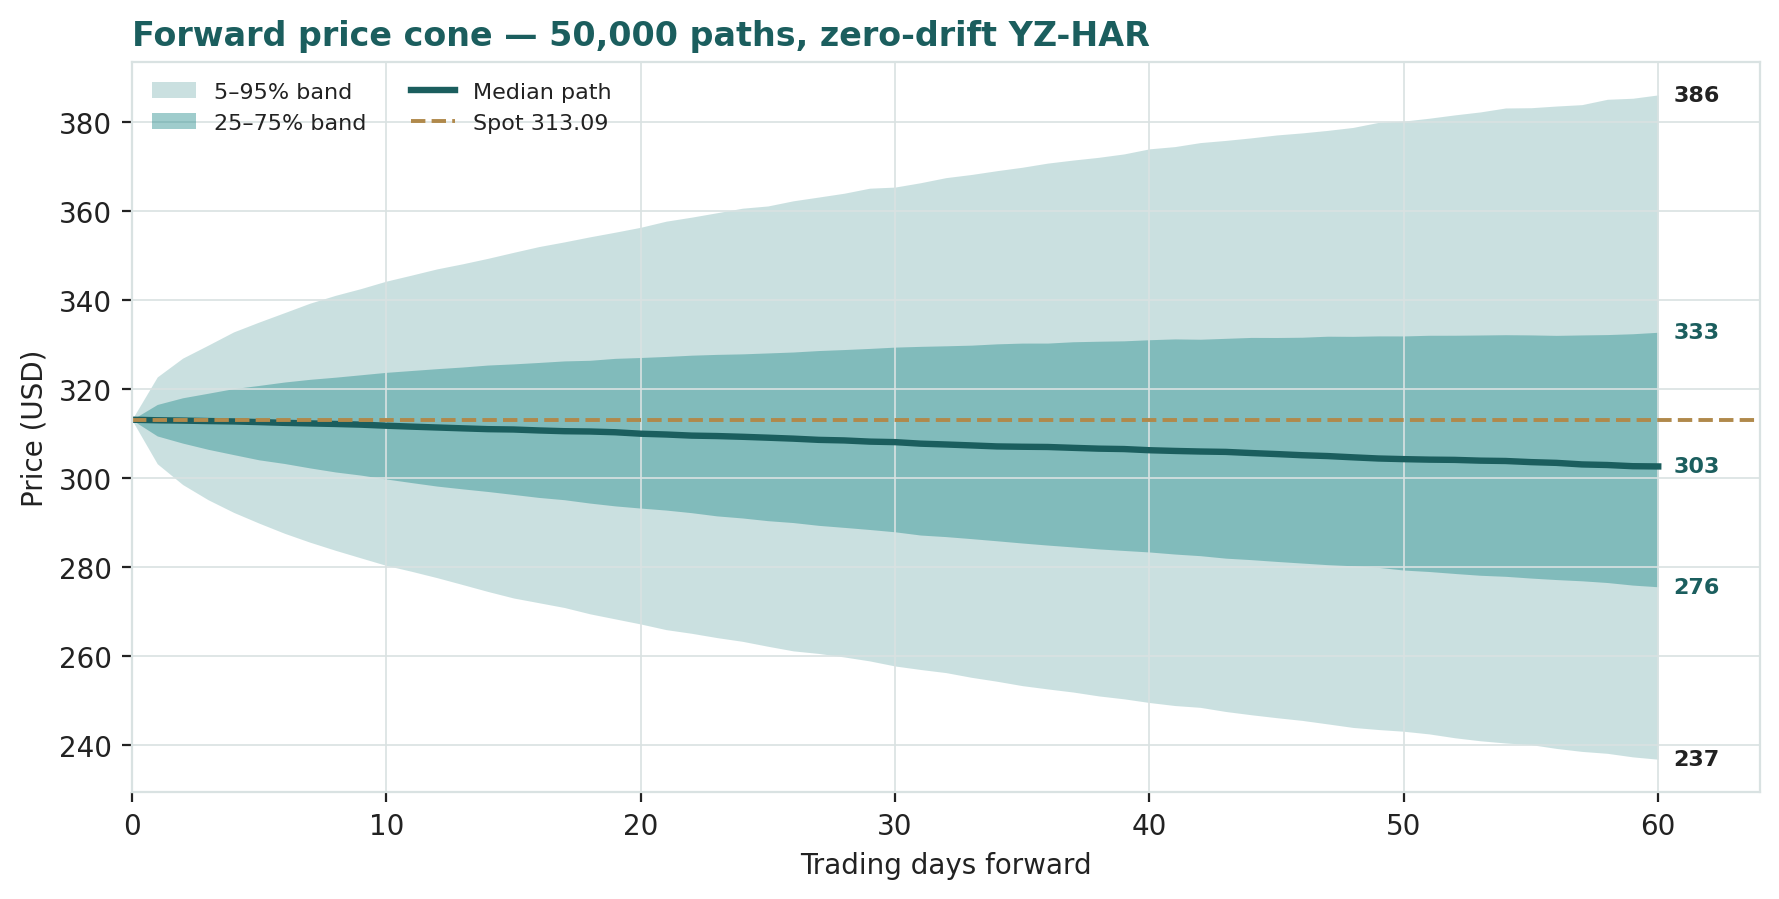 Forward price cone — 50,000 paths, zero-drift YZ-HAR
5–95% band
25–75% band
Median path
Spot 313.09
Price (USD)
380
360
340
320
300
280
260
240
386
333
303
276
237
0 10 20 30 40 50 60
Trading days forward